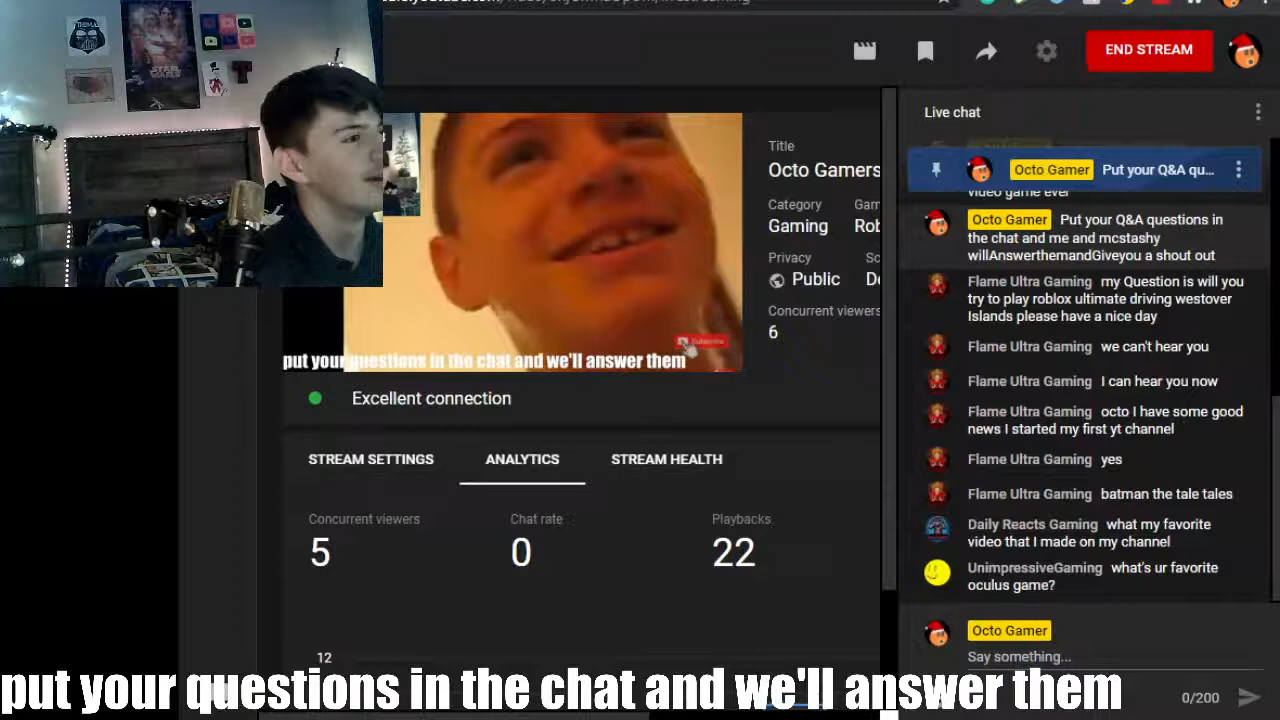 THOMAS
STAR
WARS
END STREAM
Title
Octo Gamers
Category
Gaming
Privacy
Public
Concurrent viewers
6
put your questions in the chat and we'll answer them
Excellent connection
STREAM SETTINGS
ANALYTICS
STREAM HEALTH
Concurrent viewers
5
Chat rate
0
Playbacks
22
12
Live chat
Octo Gamer Put your Q&A qu...
video game ever
Octo Gamer Put your Q&A questions in
the chat and me and mcstashy
willAnswerthemandGiveyou a shout out
Flame Ultra Gaming my Question is will you
try to play roblox ultimate driving westover
Islands please have a nice day
Flame Ultra Gaming we can't hear you
Flame Ultra Gaming I can hear you now
Flame Ultra Gaming octo I have some good
news I started my first yt channel
Flame Ultra Gaming yes
Flame Ultra Gaming batman the tale tales
Daily Reacts Gaming what my favorite
video that I made on my channel
UnimpressiveGaming what's ur favorite
oculus game?
Octo Gamer
Say something...
0/200
put your questions in the chat and we'll answer them